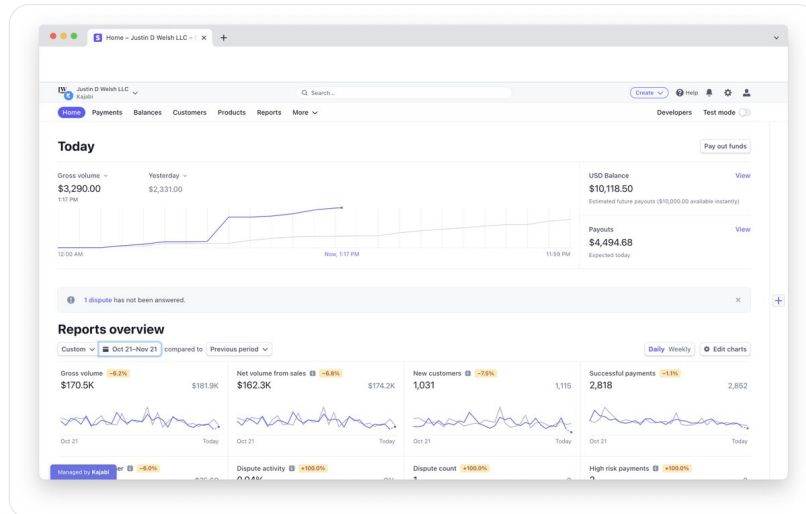 Home – Justin D Welsh LLC –
Justin D Welsh LLC
Kajabi
Search...
Create
Help
Home Payments Balances Customers Products Reports More
Developers Test mode
Today
Pay out funds
Gross volume Yesterday
$3,290.00 $2,331.00
1:17 PM
12:00 AM Now, 1:17 PM 11:59 PM
USD Balance View
$10,118.50
Estimated future payouts ($10,000.00 available instantly)
Payouts View
$4,494.68
Expected today
1 dispute has not been answered.
Reports overview
Custom Oct 21–Nov 21 compared to Previous period
Daily Weekly Edit charts
Gross volume -6.2%
$170.5K $181.9K
Oct 21 Today
Net volume from sales -6.8%
$162.3K $174.2K
Oct 21 Today
New customers -7.5%
1,031 1,115
Oct 21 Today
Successful payments -1.1%
2,818 2,852
Oct 21 Today
Managed by Kajabi
-6.0%
Dispute activity +100.0%
0.04%
Dispute count +100.0%
1
High risk payments +100.0%